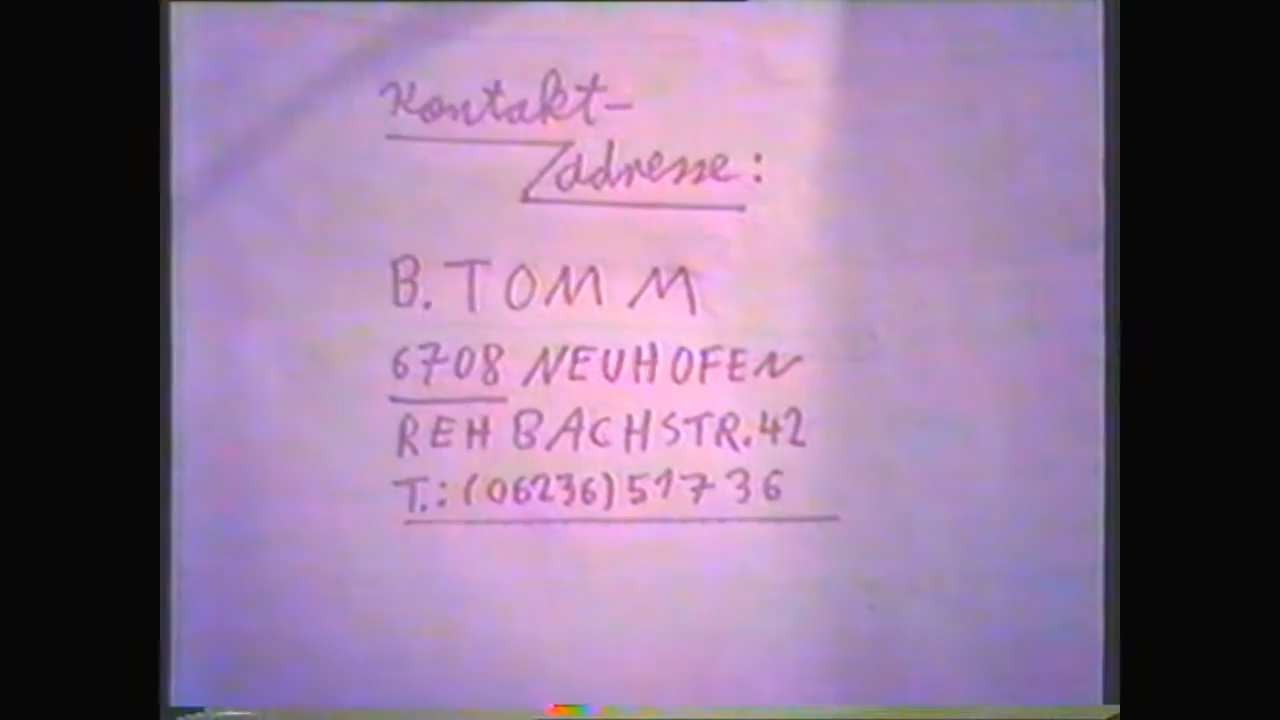 Kontakt-
adresse:
B. TOMM
6708 NEUHOFEN
REHBACHSTR. 42
T.: (06236) 51736